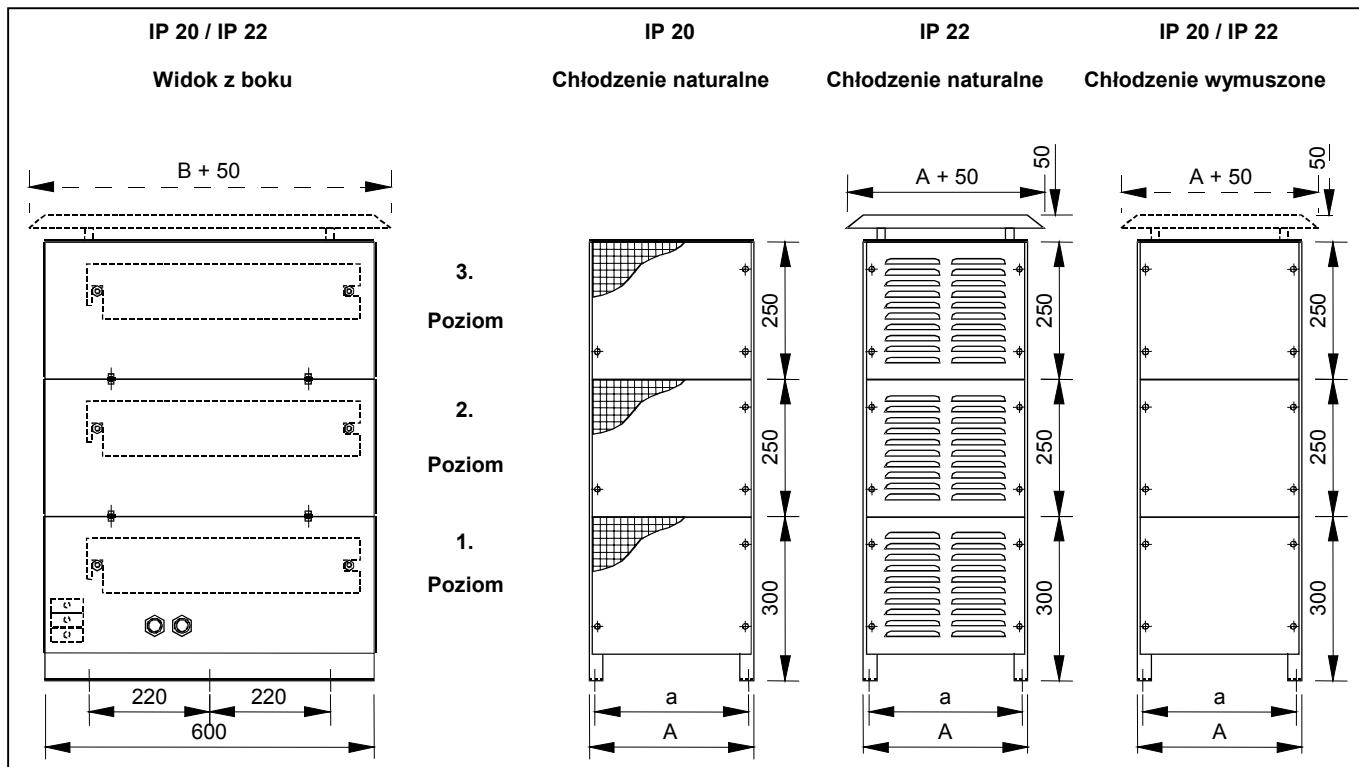 IP 20 / IP 22
Widok z boku
IP 20
Chłodzenie naturalne
IP 22
Chłodzenie naturalne
IP 20 / IP 22
Chłodzenie wymuszone
B + 50
A + 50
50
A + 50
50
3.
Poziom
250
250
250
2.
Poziom
250
250
250
1.
Poziom
300
300
300
220
220
600
a
A
a
A
a
A